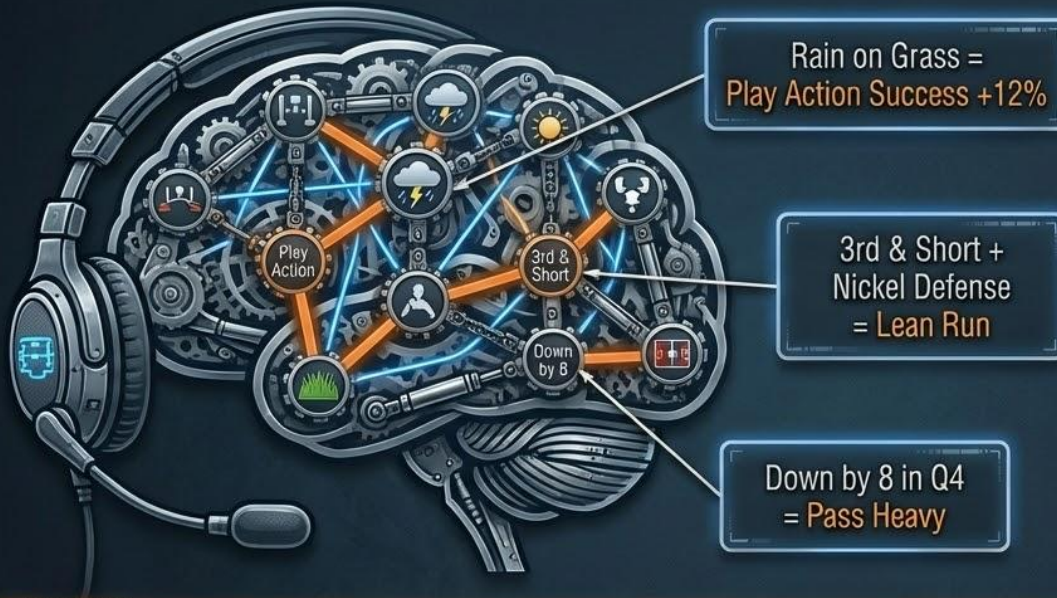 Rain on Grass =
Play Action Success +12%
Play
Action
3rd &
Short
3rd & Short +
Nickel Defense
= Lean Run
Down
by 8
Down by 8 in Q4
= Pass Heavy